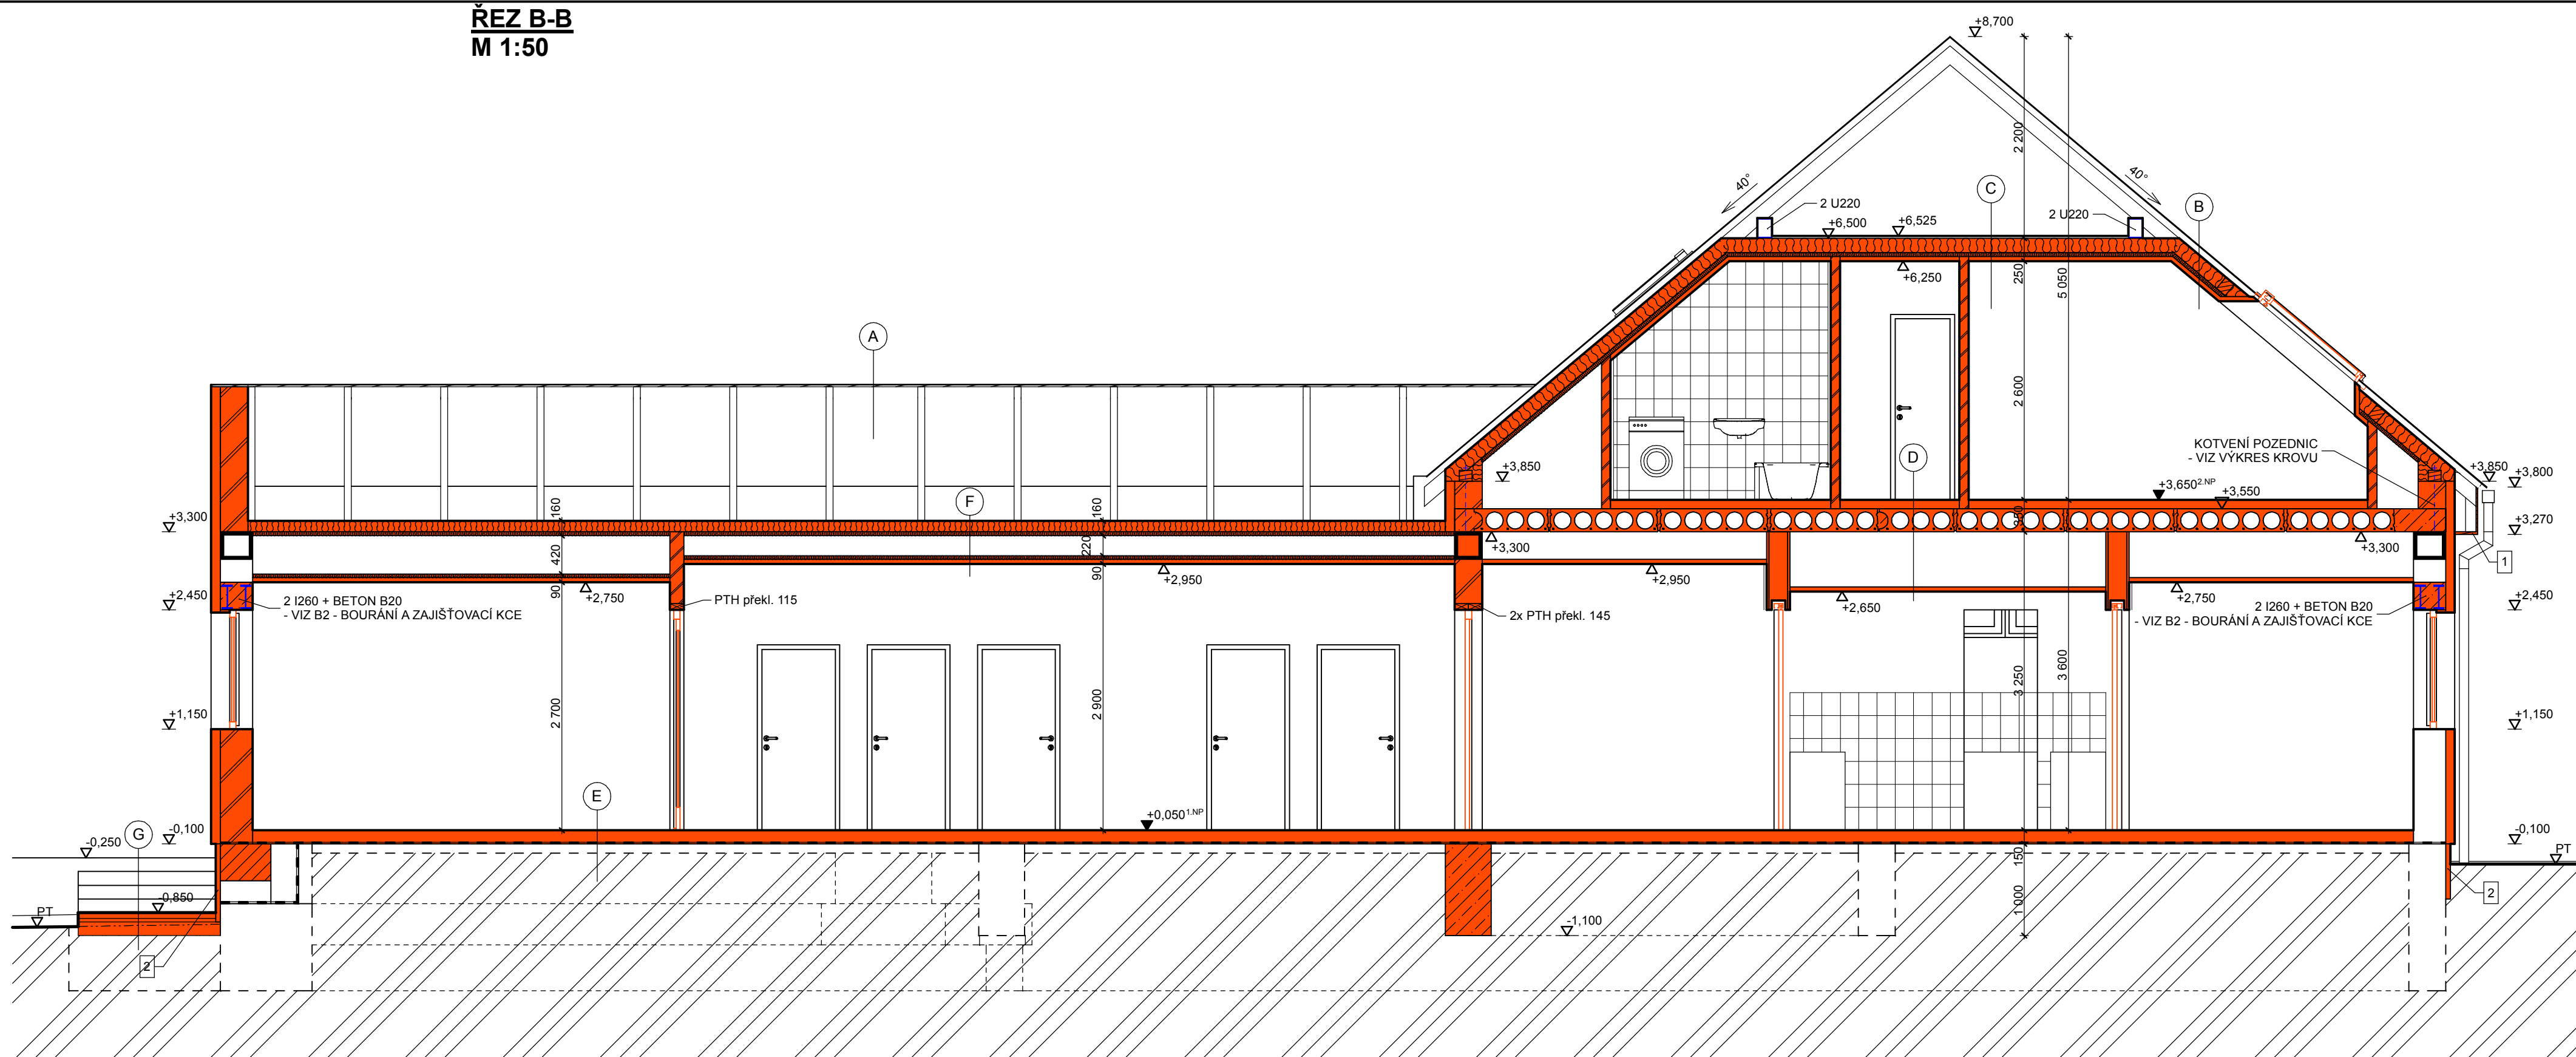 ŘEZ B-B
M 1:50
+8,700
2 200
40°
40°
C
B
2 U220
2 U220
+6,500
+6,525
+6,250
250
5 050
A
2 600
KOTVENÍ POZEDNIC
- VIZ VÝKRES KROVU
D
+3,850
+3,850
+3,800
+3,650 2.NP
+3,550
F
160
160
350
+3,300
+3,270
420
220
+3,300
+3,300
90
90
+2,950
+2,950
+2,750
+2,750
+2,650
1
+2,450
2 I260 + BETON B20
- VIZ B2 - BOURÁNÍ A ZAJIŠŤOVACÍ KCE
PTH překl. 115
2x PTH překl. 145
2 I260 + BETON B20
- VIZ B2 - BOURÁNÍ A ZAJIŠŤOVACÍ KCE
+2,450
2 700
2 900
3 250
3 600
+1,150
+1,150
E
+0,050 1.NP
G
-0,100
-0,100
-0,250
PT
150
-0,850
1 000
2
PT
-1,100
2